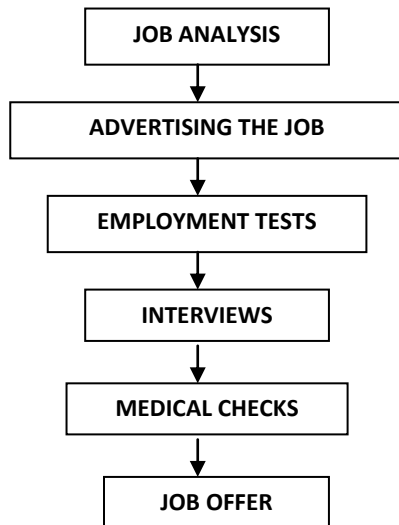 JOB ANALYSIS
ADVERTISING THE JOB
EMPLOYMENT TESTS
INTERVIEWS
MEDICAL CHECKS
JOB OFFER